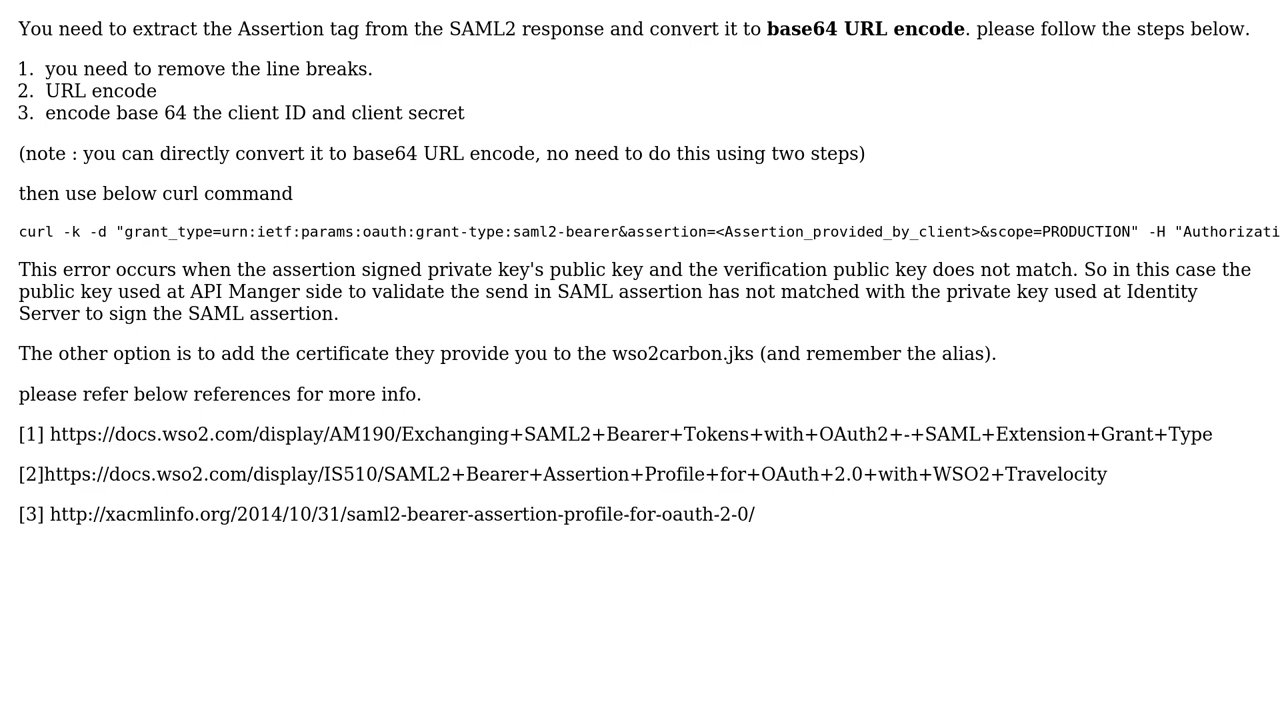 You need to extract the Assertion tag from the SAML2 response and convert it to base64 URL encode. please follow the steps below.
1. you need to remove the line breaks.
2. URL encode
3. encode base 64 the client ID and client secret
(note : you can directly convert it to base64 URL encode, no need to do this using two steps)
then use below curl command
curl -k -d "grant_type=urn:ietf:params:oauth:grant-type:saml2-bearer&assertion=<Assertion_provided_by_client>&scope=PRODUCTION" -H "Authorizati
This error occurs when the assertion signed private key's public key and the verification public key does not match. So in this case the
public key used at API Manger side to validate the send in SAML assertion has not matched with the private key used at Identity
Server to sign the SAML assertion.
The other option is to add the certificate they provide you to the wso2carbon.jks (and remember the alias).
please refer below references for more info.
[1] https://docs.wso2.com/display/AM190/Exchanging+SAML2+Bearer+Tokens+with+OAuth2+-+SAML+Extension+Grant+Type
[2]https://docs.wso2.com/display/IS510/SAML2+Bearer+Assertion+Profile+for+OAuth+2.0+with+WSO2+Travelocity
[3] http://xacmlinfo.org/2014/10/31/saml2-bearer-assertion-profile-for-oauth-2-0/